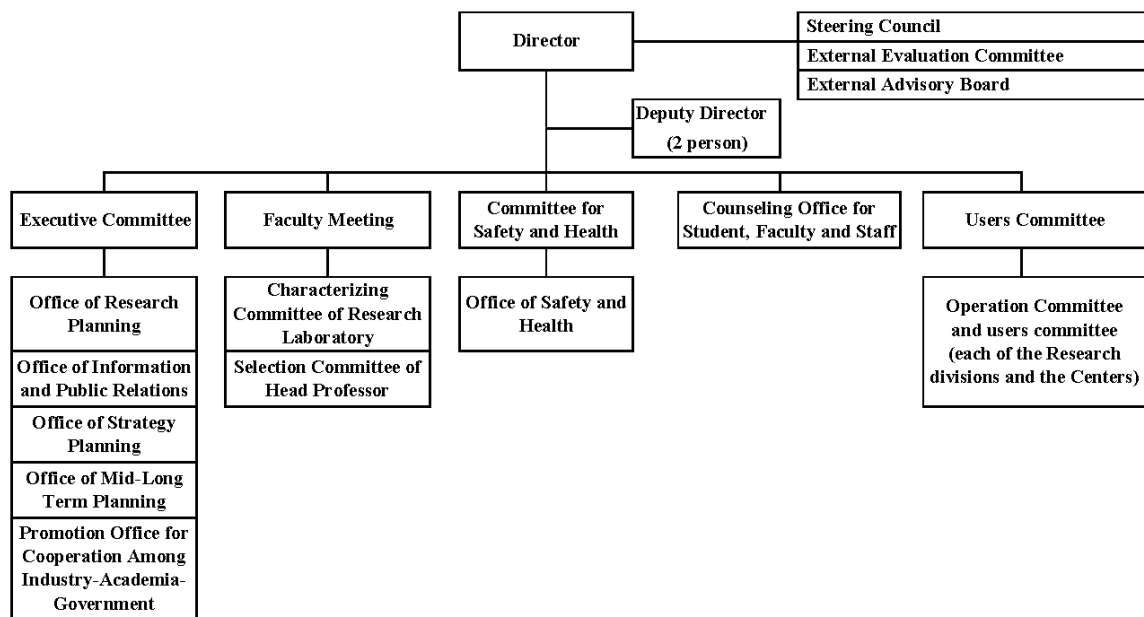 Director
Steering Council
External Evaluation Committee
External Advisory Board
Deputy Director
(2 person)
Executive Committee
Faculty Meeting
Committee for
Safety and Health
Counseling Office for
Student, Faculty and Staff
Users Committee
Office of Research
Planning
Office of Information
and Public Relations
Office of Strategy
Planning
Office of Mid-Long
Term Planning
Promotion Office for
Cooperation Among
Industry-Academia-
Government
Characterizing
Committee of Research
Laboratory
Selection Committee of
Head Professor
Office of Safety and
Health
Operation Committee
and users committee
(each of the Research
divisions and the Centers)